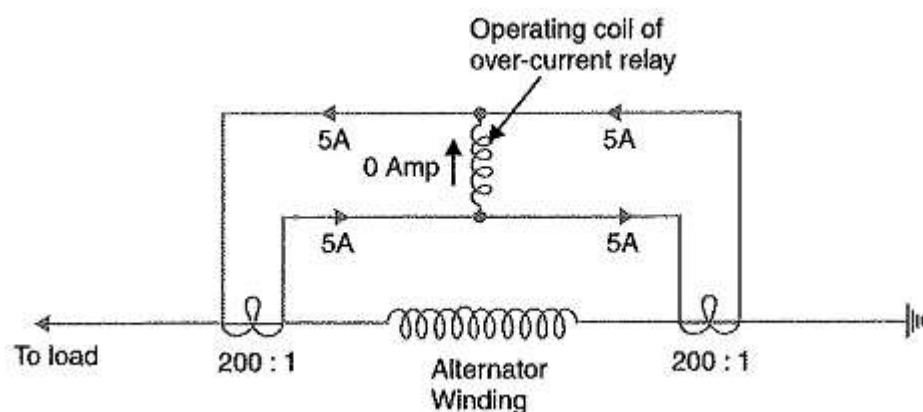 Operating coil of
over-current relay
5A
5A
0 Amp
5A
5A
To load
200 : 1
Alternator
Winding
200 : 1